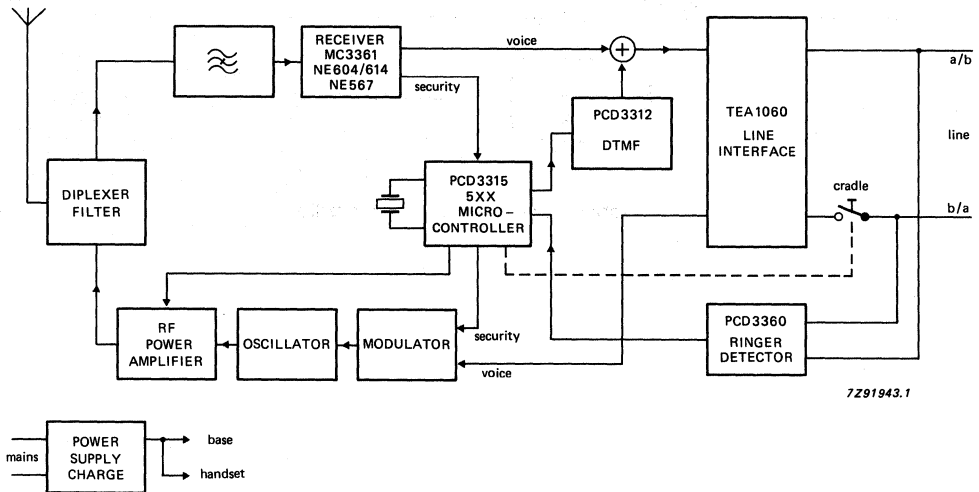 RECEIVER
MC3361
NE604/614
NE567
voice
security
+
PCD3312
DTMF
TEA1060
LINE
INTERFACE
a/b
line
b/a
cradle
DIPLEXER
FILTER
PCD3315
5XX
MICRO-
CONTROLLER
RF
POWER
AMPLIFIER
OSCILLATOR
MODULATOR
security
voice
PCD3360
RINGER
DETECTOR
7Z91943.1
mains
POWER
SUPPLY
CHARGE
base
handset